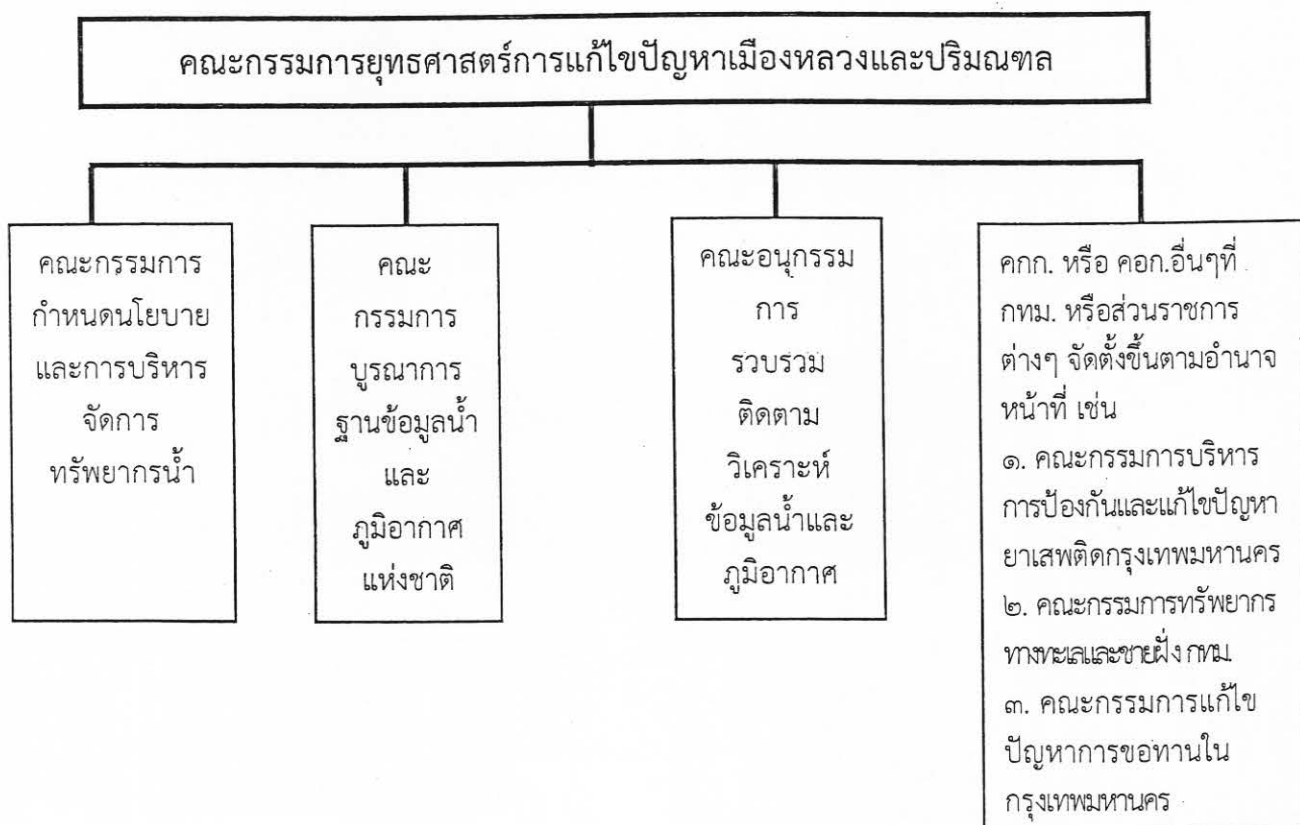 คณะกรรมการยุทธศาสตร์การแก้ไขปัญหาเมืองหลวงและปริมณฑล
คณะกรรมการ
กำหนดนโยบาย
และการบริหาร
จัดการ
ทรัพยากรน้ำ
คณะ
กรรมการ
บูรณาการ
ฐานข้อมูลน้ำ
และ
ภูมิอากาศ
แห่งชาติ
คณะอนุกรรม
การ
รวบรวม
ติดตาม
วิเคราะห์
ข้อมูลน้ำและ
ภูมิอากาศ
คกก. หรือ คอก.อื่นๆที่
กทม. หรือส่วนราชการ
ต่างๆ จัดตั้งขึ้นตามอำนาจ
หน้าที่ เช่น
๑. คณะกรรมการบริหาร
การป้องกันและแก้ไขปัญหา
ยาเสพติดกรุงเทพมหานคร
๒. คณะกรรมการทรัพยากร
ทางทะเลและชายฝั่ง กทม.
๓. คณะกรรมการแก้ไข
ปัญหาการขอทานใน
กรุงเทพมหานคร